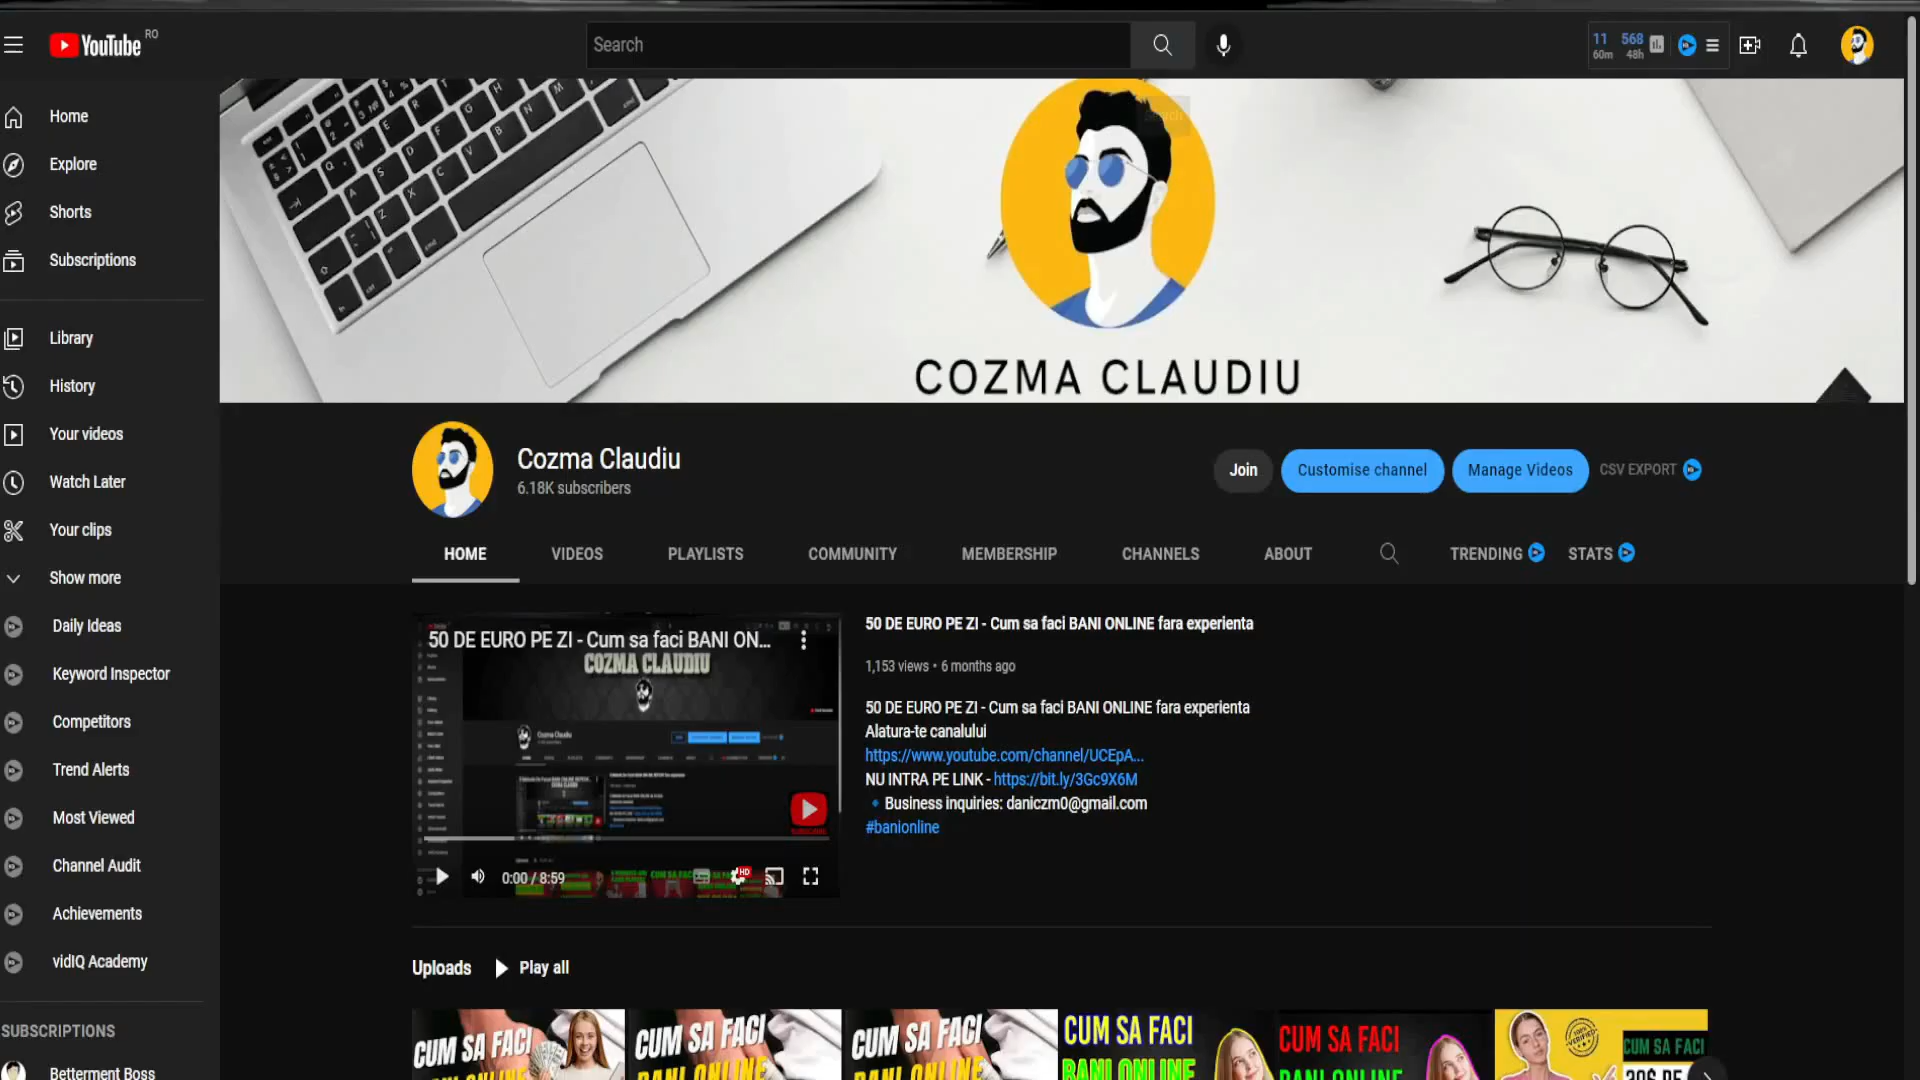 YouTube RO
Search
11 568
60m 48h
Home
Explore
Shorts
Subscriptions
Library
History
Your videos
Watch Later
Your clips
Show more
Daily Ideas
Keyword Inspector
Competitors
Trend Alerts
Most Viewed
Channel Audit
Achievements
vidIQ Academy
SUBSCRIPTIONS
Betterment Boss
COZMA CLAUDIU
Cozma Claudiu
6.18K subscribers
Join
Customise channel
Manage Videos
CSV EXPORT
HOME
VIDEOS
PLAYLISTS
COMMUNITY
MEMBERSHIP
CHANNELS
ABOUT
TRENDING
STATS
50 DE EURO PE ZI - Cum sa faci BANI ON...
COZMA CLAUDIU
0:00 / 8:59
HD
50 DE EURO PE ZI - Cum sa faci BANI ONLINE fara experienta
1,153 views • 6 months ago
50 DE EURO PE ZI - Cum sa faci BANI ONLINE fara experienta
Alatura-te canalului
https://www.youtube.com/channel/UCEpA...
NU INTRA PE LINK - https://bit.ly/3Gc9X6M
🔹Business inquiries: daniczm0@gmail.com
#banionline
Uploads
Play all
CUM SA FACI
CUM SA FACI
BANI ONLINE
CUM SA FACI
BANI ONLINE
CUM SA FACI
BANI ONLINE
CUM SA FACI
BANI ONLINE
CUM SA FACI